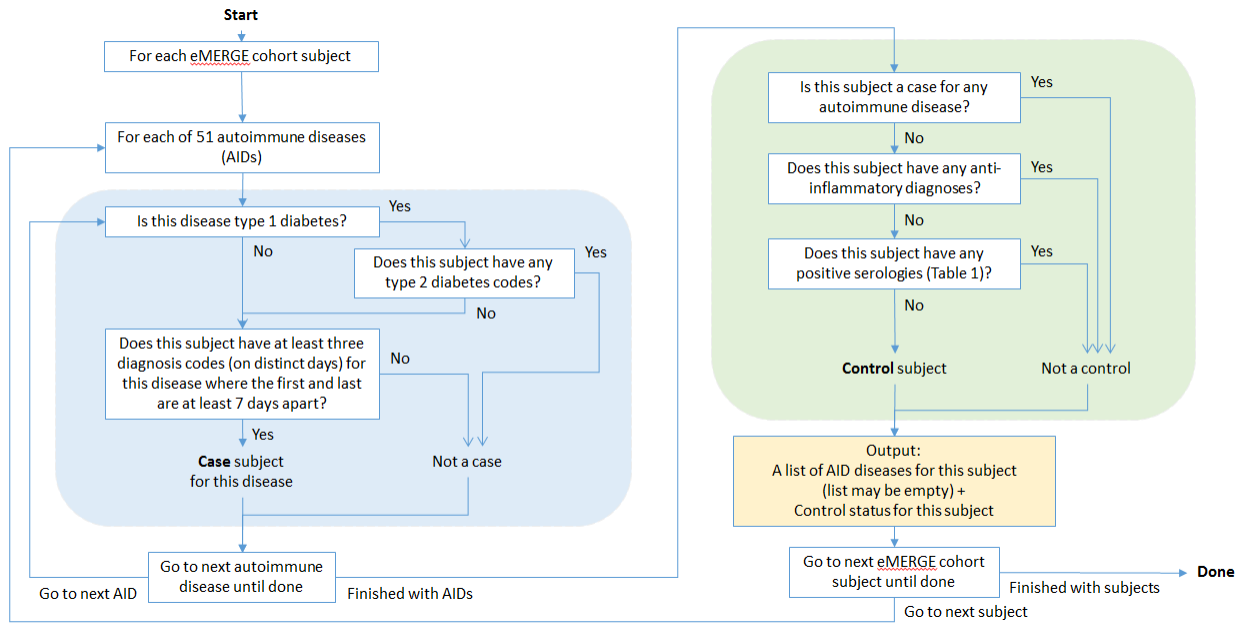 Start
For each eMERGE cohort subject
For each of 51 autoimmune diseases
(AIDs)
Is this disease type 1 diabetes?
Yes
No
Does this subject have any
type 2 diabetes codes?
Yes
No
Does this subject have at least three
diagnosis codes (on distinct days) for
this disease where the first and last
are at least 7 days apart?
No
Yes
Case subject
for this disease
Not a case
Go to next autoimmune
disease until done
Go to next AID
Finished with AIDs
Is this subject a case for any
autoimmune disease?
Yes
No
Does this subject have any anti-
inflammatory diagnoses?
Yes
No
Does this subject have any
positive serologies (Table 1)?
Yes
No
Control subject
Not a control
Output:
A list of AID diseases for this subject
(list may be empty) +
Control status for this subject
Go to next eMERGE cohort
subject until done
Finished with subjects
Done
Go to next subject